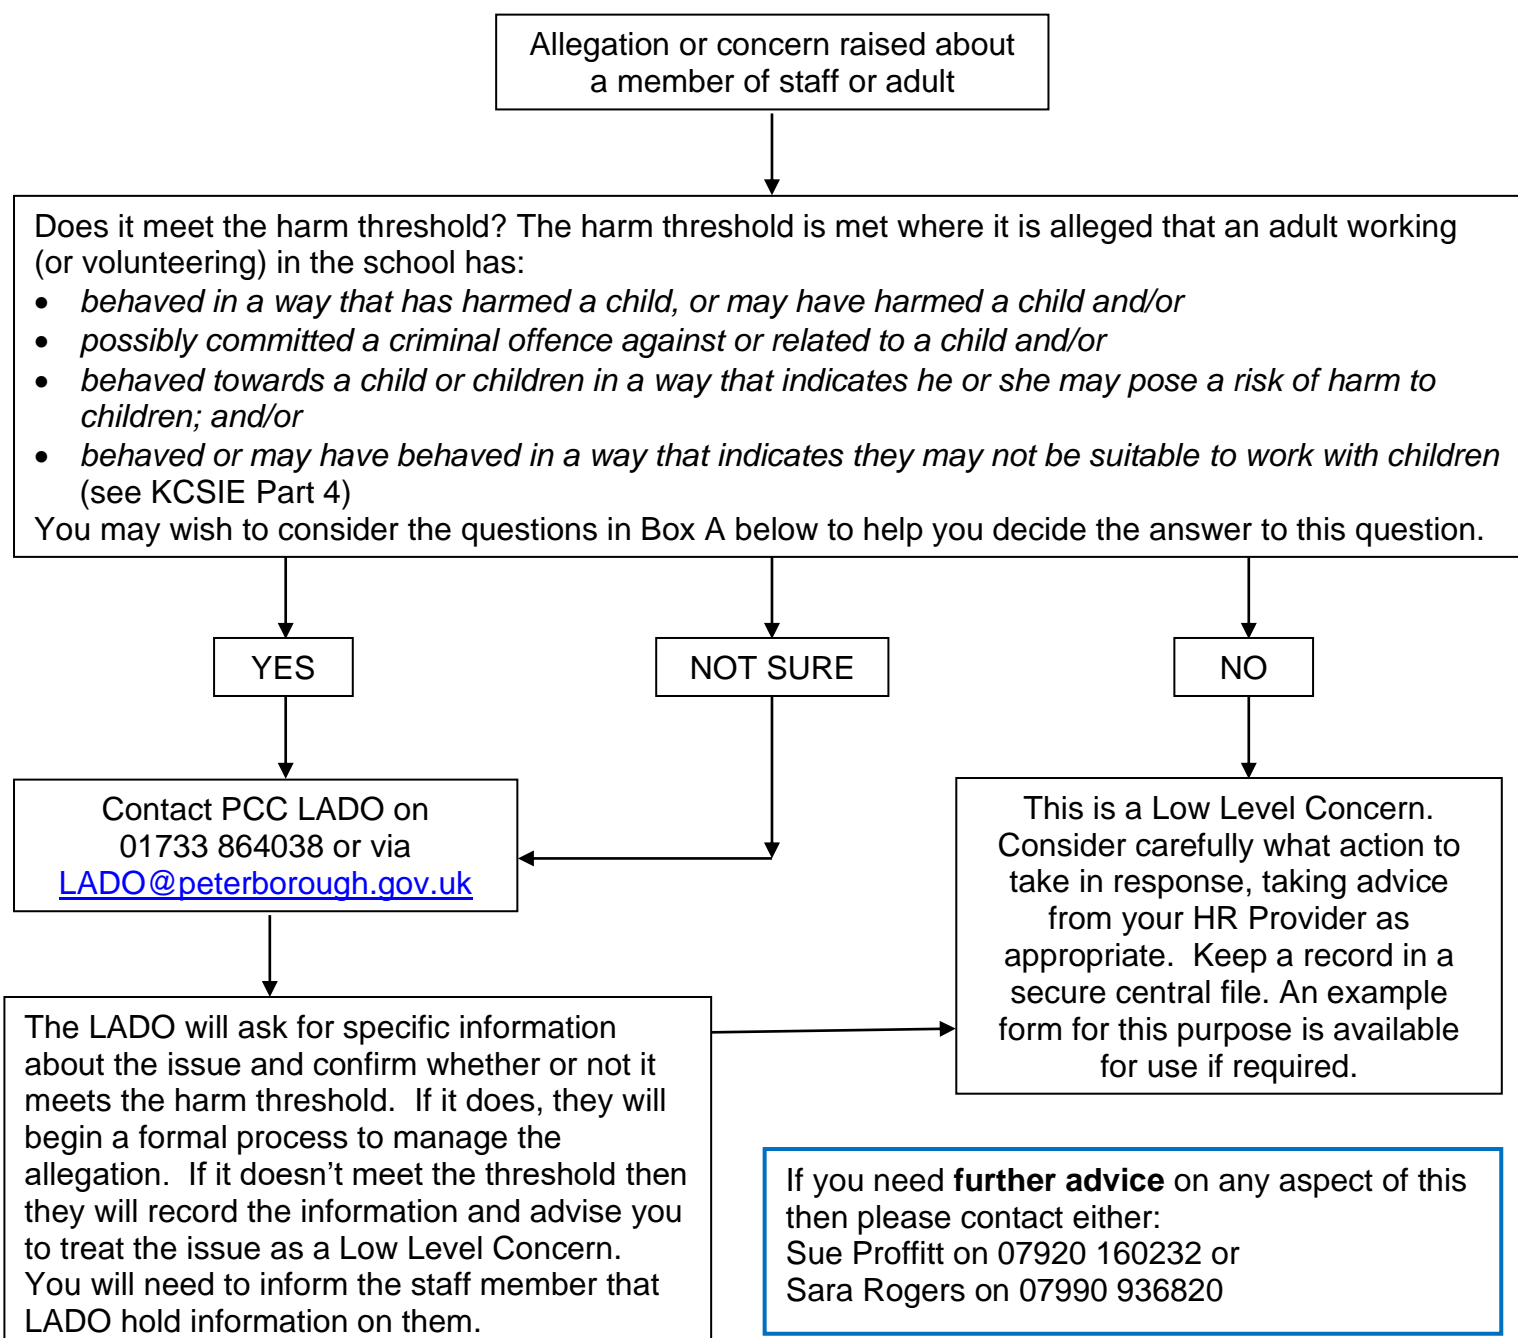 Allegation or concern raised about
a member of staff or adult
Does it meet the harm threshold? The harm threshold is met where it is alleged that an adult working
(or volunteering) in the school has:
• behaved in a way that has harmed a child, or may have harmed a child and/or
• possibly committed a criminal offence against or related to a child and/or
• behaved towards a child or children in a way that indicates he or she may pose a risk of harm to
children; and/or
• behaved or may have behaved in a way that indicates they may not be suitable to work with children
(see KCSIE Part 4)
You may wish to consider the questions in Box A below to help you decide the answer to this question.
YES
NOT SURE
NO
Contact PCC LADO on
01733 864038 or via
LADO@peterborough.gov.uk
This is a Low Level Concern.
Consider carefully what action to
take in response, taking advice
from your HR Provider as
appropriate.  Keep a record in a
secure central file. An example
form for this purpose is available
for use if required.
The LADO will ask for specific information
about the issue and confirm whether or not it
meets the harm threshold.  If it does, they will
begin a formal process to manage the
allegation.  If it doesn’t meet the threshold then
they will record the information and advise you
to treat the issue as a Low Level Concern.
You will need to inform the staff member that
LADO hold information on them.
If you need further advice on any aspect of this
then please contact either:
Sue Proffitt on 07920 160232 or
Sara Rogers on 07990 936820